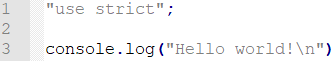 1 "use strict";
2
3 console.log("Hello world!\n")